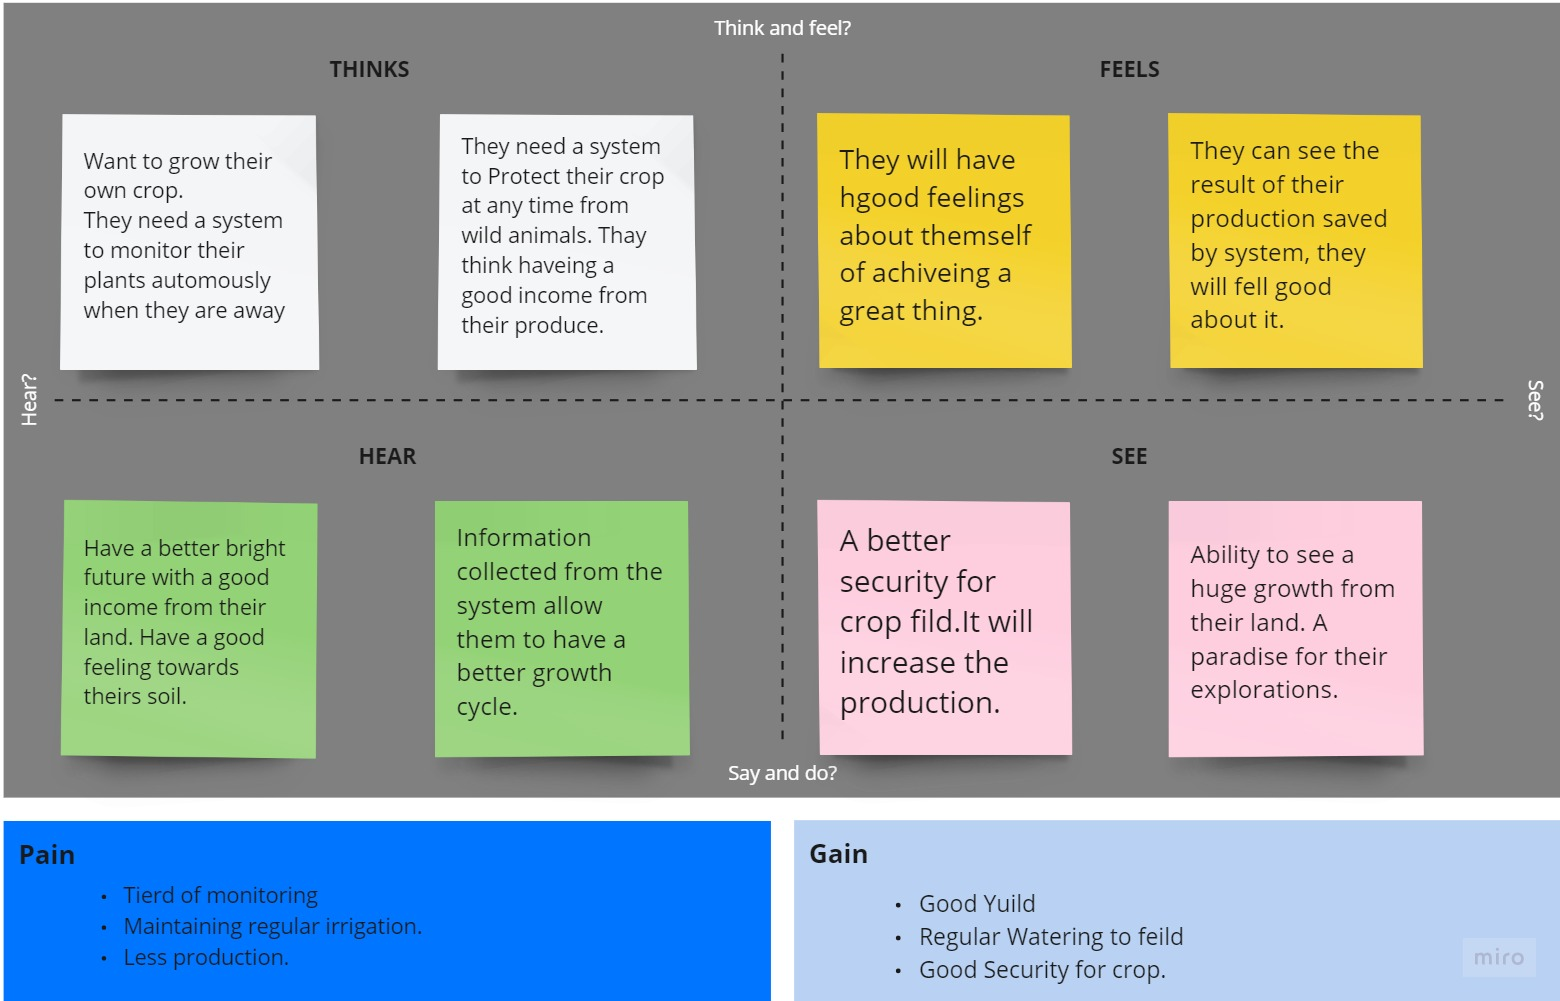 Think and feel?
THINKS
FEELS
Want to grow their
own crop.
They need a system
to monitor their
plants automously
when they are away
They need a system
to Protect their crop
at any time from
wild animals. Thay
think haveing a
good income from
their produce.
They will have
hgood feelings
about themself
of achiveing a
great thing.
They can see the
result of their
production saved
by system, they
will fell good
about it.
Hear?
See?
HEAR
SEE
Have a better bright
future with a good
income from their
land. Have a good
feeling towards
theirs soil.
Information
collected from the
system allow
them to have a
better growth
cycle.
A better
security for
crop fild.It will
increase the
production.
Ability to see a
huge growth from
their land. A
paradise for their
explorations.
Say and do?
Pain
• Tierd of monitoring
• Maintaining regular irrigation.
• Less production.
Gain
• Good Yuild
• Regular Watering to feild
• Good Security for crop.
miro